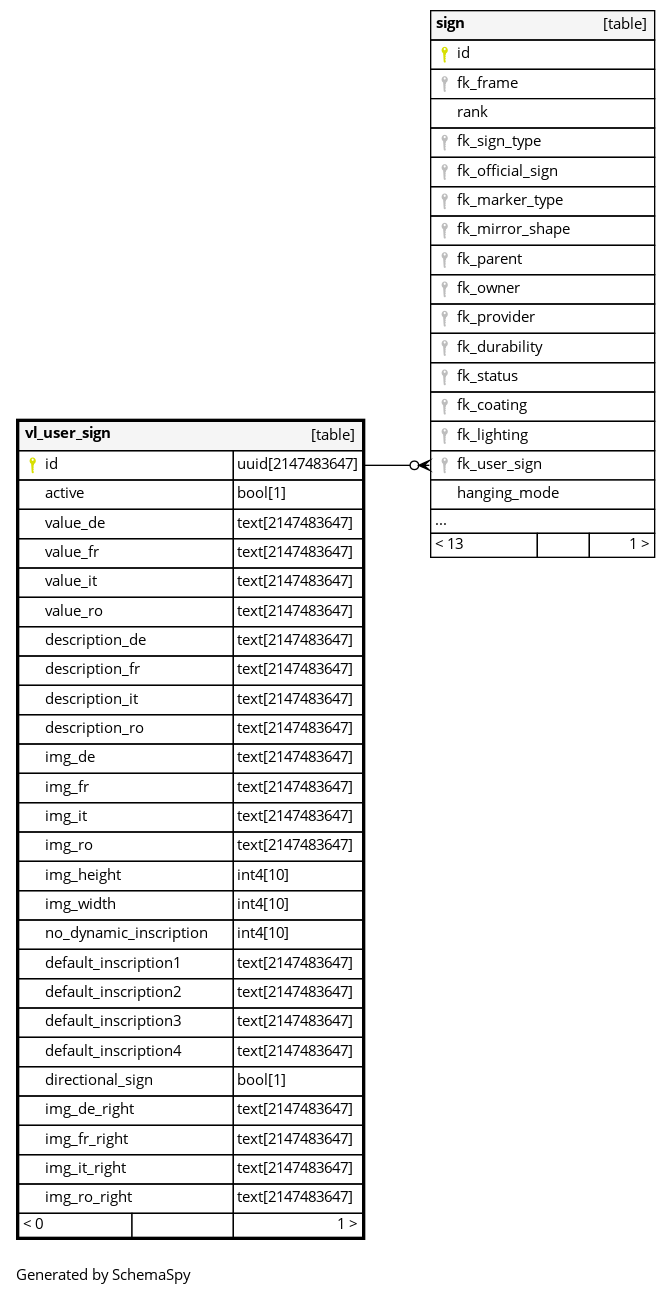 sign [table]
id
fk_frame
rank
fk_sign_type
fk_official_sign
fk_marker_type
fk_mirror_shape
fk_parent
fk_owner
fk_provider
fk_durability
fk_status
fk_coating
fk_lighting
fk_user_sign
hanging_mode
...
< 13 1 >
vl_user_sign [table]
id uuid[2147483647]
active bool[1]
value_de text[2147483647]
value_fr text[2147483647]
value_it text[2147483647]
value_ro text[2147483647]
description_de text[2147483647]
description_fr text[2147483647]
description_it text[2147483647]
description_ro text[2147483647]
img_de text[2147483647]
img_fr text[2147483647]
img_it text[2147483647]
img_ro text[2147483647]
img_height int4[10]
img_width int4[10]
no_dynamic_inscription int4[10]
default_inscription1 text[2147483647]
default_inscription2 text[2147483647]
default_inscription3 text[2147483647]
default_inscription4 text[2147483647]
directional_sign bool[1]
img_de_right text[2147483647]
img_fr_right text[2147483647]
img_it_right text[2147483647]
img_ro_right text[2147483647]
< 0 1 >
Generated by SchemaSpy